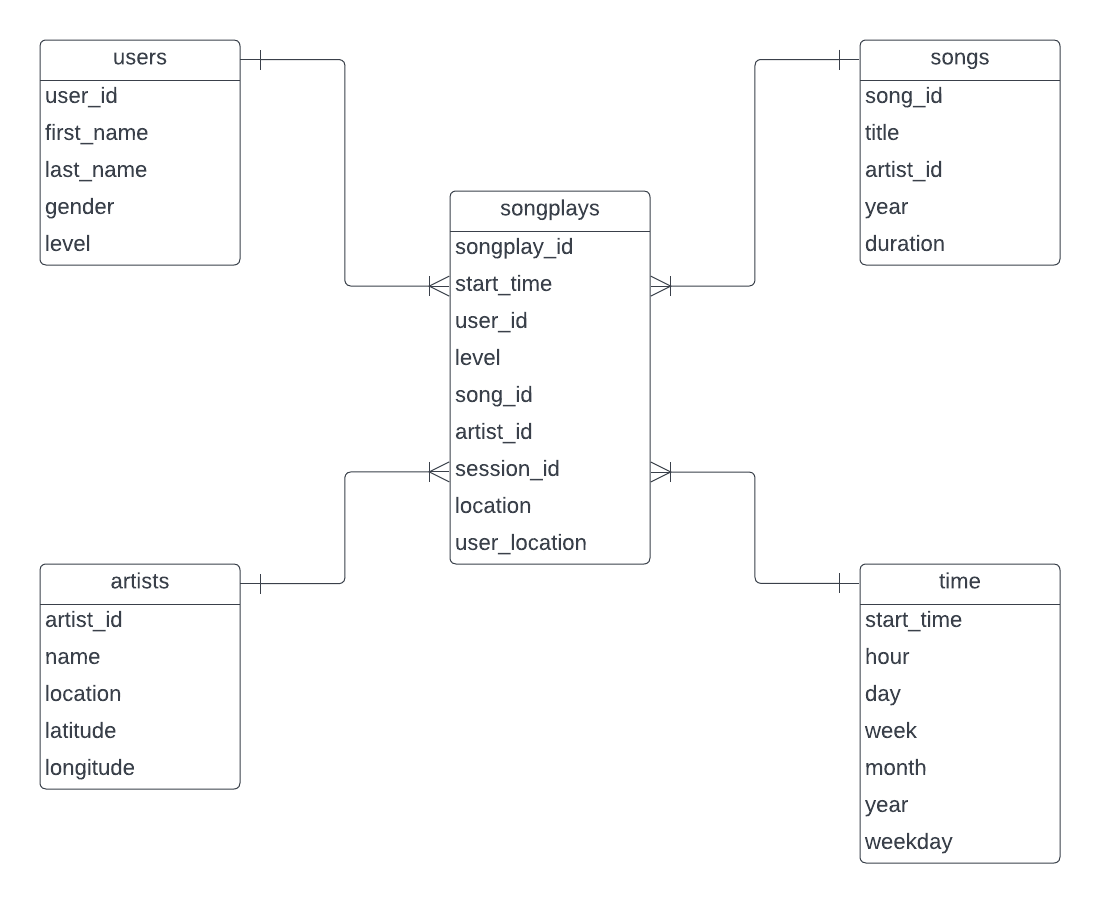 users
user_id
first_name
last_name
gender
level
songs
song_id
title
artist_id
year
duration
songplays
songplay_id
start_time
user_id
level
song_id
artist_id
session_id
location
user_location
artists
artist_id
name
location
latitude
longitude
time
start_time
hour
day
week
month
year
weekday